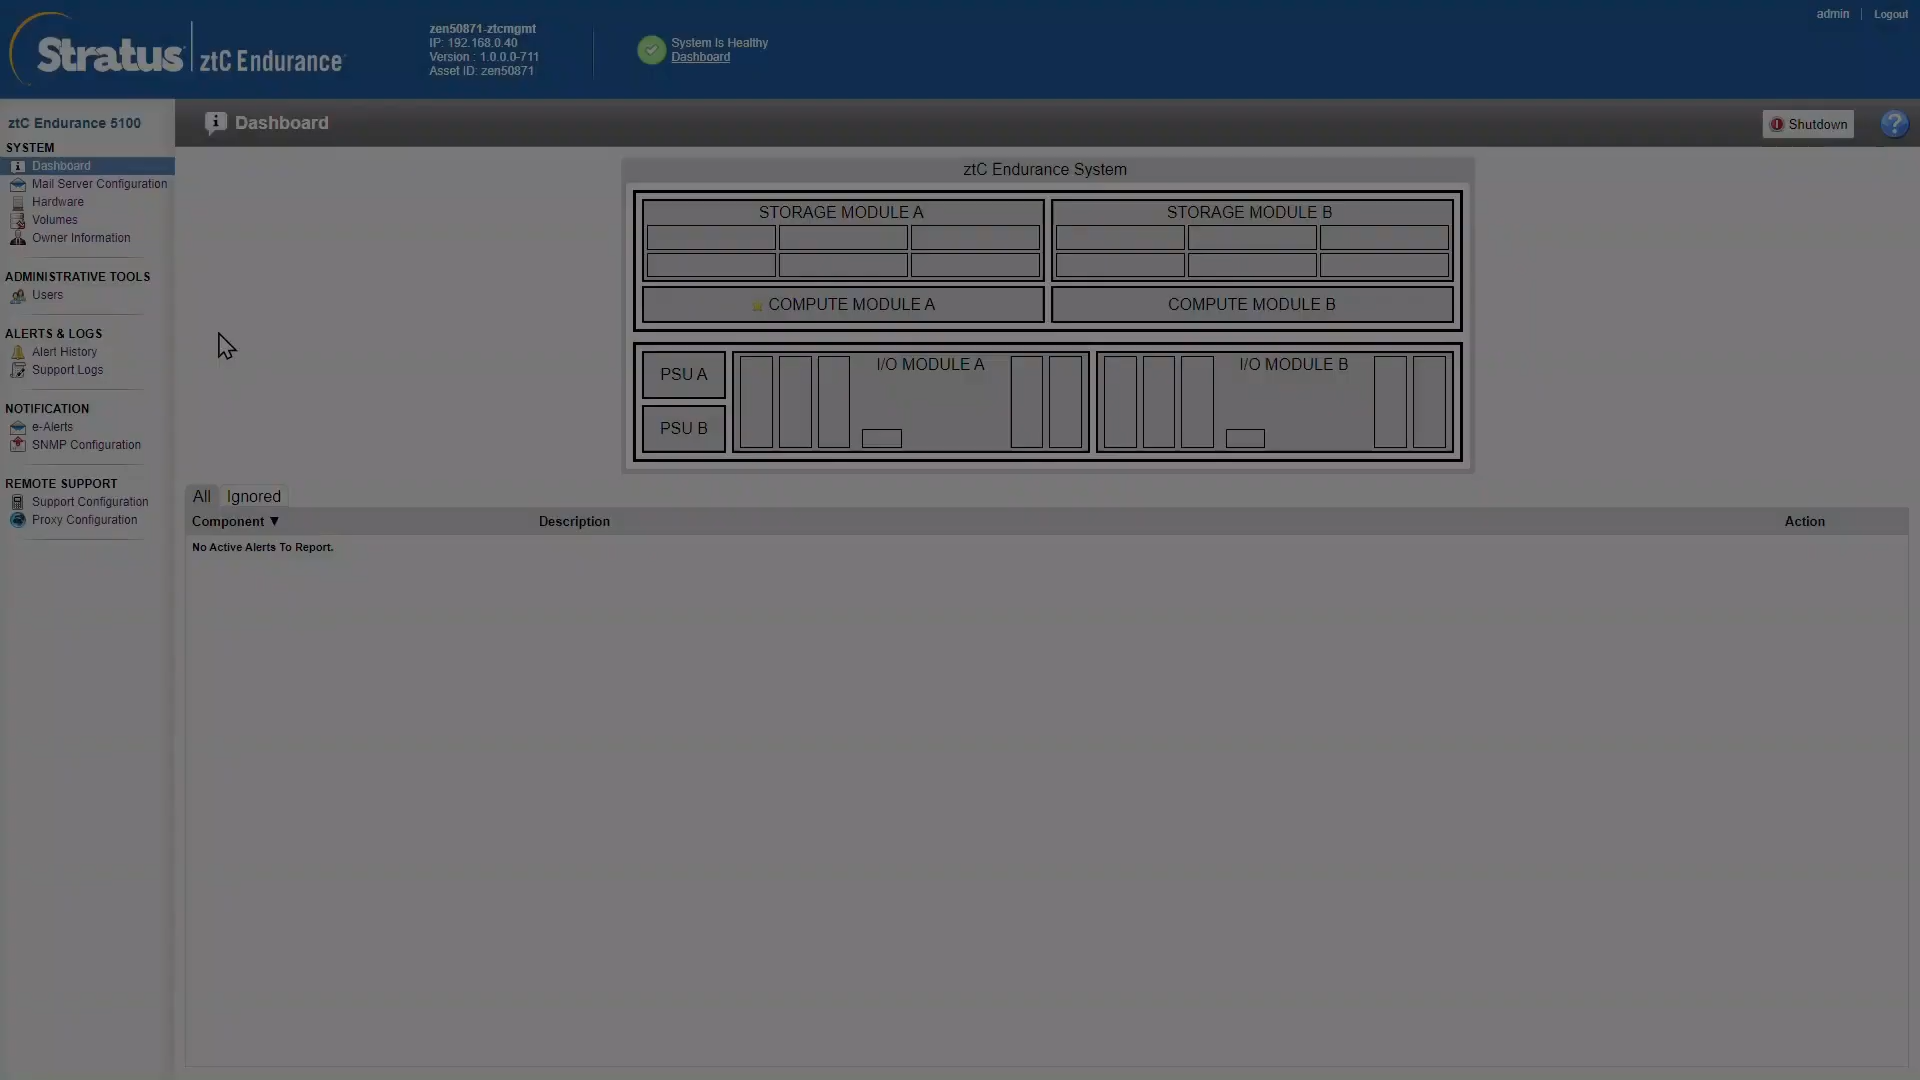 admin
Logout
Stratus
ztC Endurance
zen50871-ztcmgmt
IP: 192.168.0.40
Version : 1.0.0.0-711
Asset ID: zen50871
System Is Healthy
Dashboard
ztC Endurance 5100
SYSTEM
Dashboard
Mail Server Configuration
Hardware
Volumes
Owner Information
ADMINISTRATIVE TOOLS
Users
ALERTS & LOGS
Alert History
Support Logs
NOTIFICATION
e-Alerts
SNMP Configuration
REMOTE SUPPORT
Support Configuration
Proxy Configuration
Dashboard
Shutdown
?
ztC Endurance System
STORAGE MODULE A
STORAGE MODULE B
COMPUTE MODULE A
COMPUTE MODULE B
PSU A
PSU B
I/O MODULE A
I/O MODULE B
All
Ignored
Component ▼
Description
Action
No Active Alerts To Report.